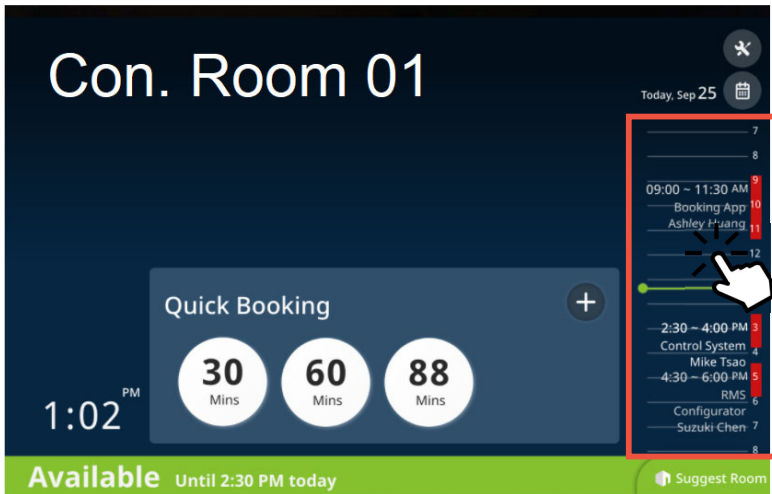 Con. Room 01
Today, Sep 25
7
8
9
09:00 ~ 11:30 AM
Booking App 10
Ashley Huang 11
12
Quick Booking
+
30 Mins
60 Mins
88 Mins
2:30 ~ 4:00 PM 3
Control System 4
Mike Tsao
4:30 ~ 6:00 PM 5
RMS 6
Configurator
Suzuki Chen 7
8
1:02 PM
Available Until 2:30 PM today
Suggest Room